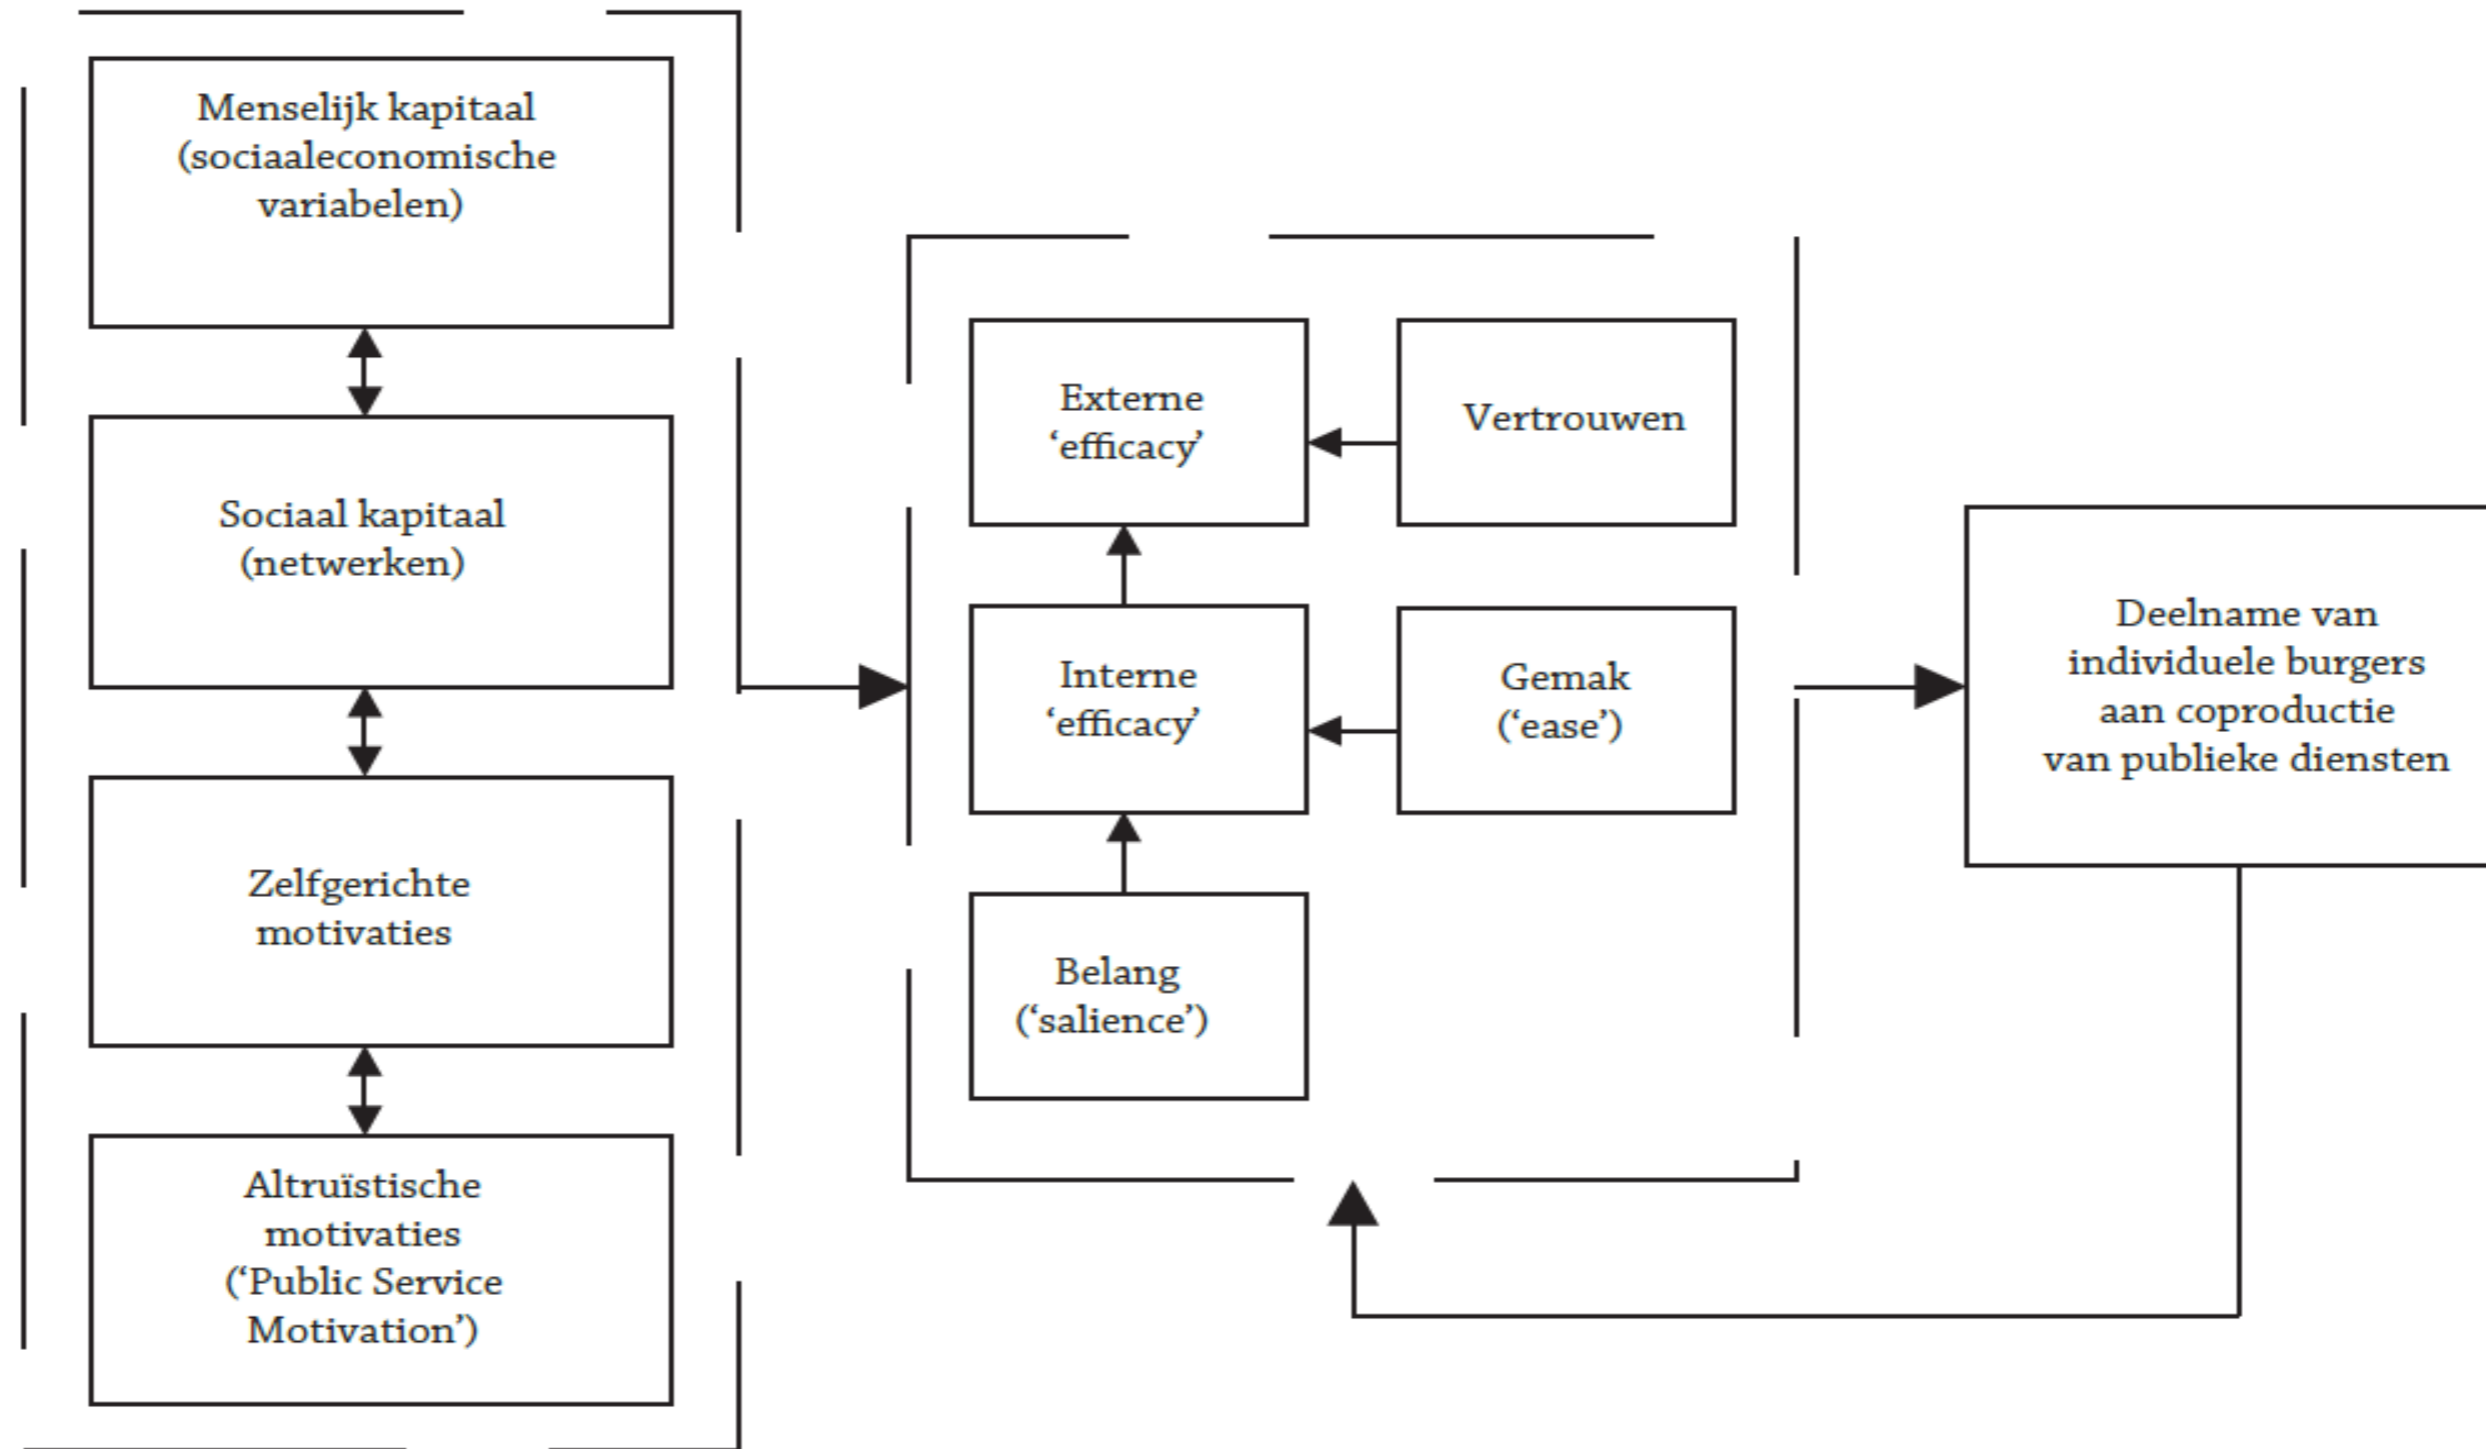 Menselijk kapitaal
(sociaaleconomische
variabelen)
Sociaal kapitaal
(netwerken)
Zelfgerichte
motivaties
Altruïstische
motivaties
(‘Public Service
Motivation’)
Externe
‘efficacy’
Vertrouwen
Interne
‘efficacy’
Gemak
(‘ease’)
Belang
(‘salience’)
Deelname van
individuele burgers
aan coproductie
van publieke diensten